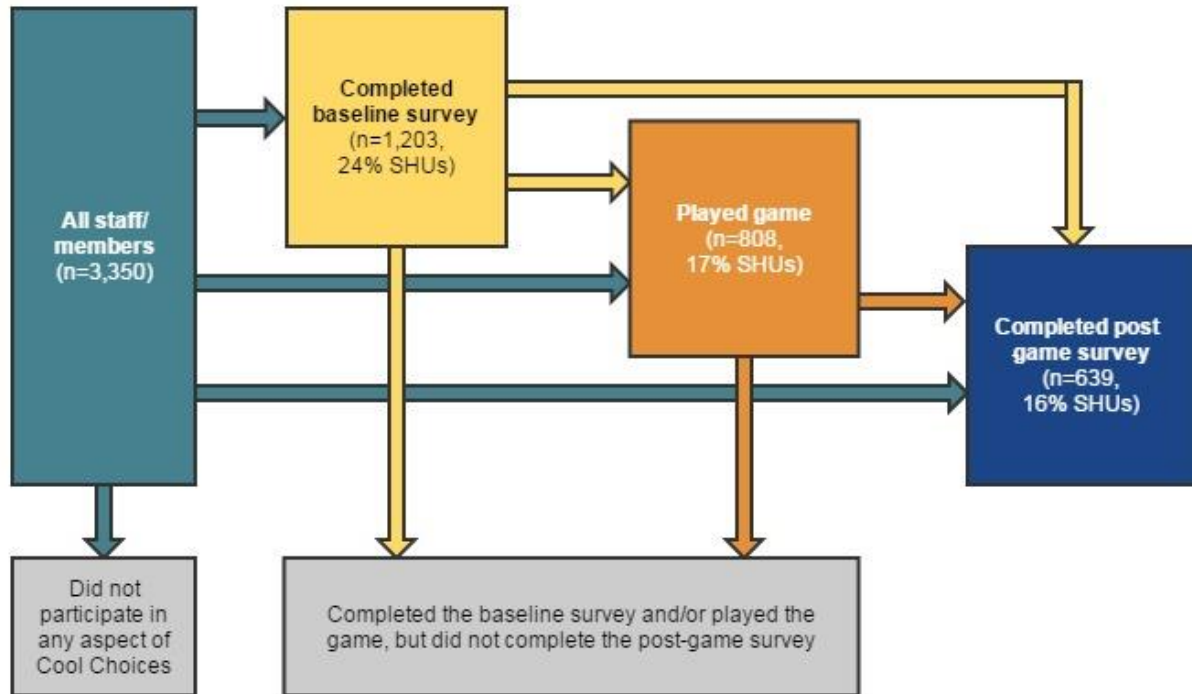 All staff/
members
(n=3,350)
Completed
baseline survey
(n=1,203,
24% SHUs)
Played game
(n=808,
17% SHUs)
Completed post
game survey
(n=639,
16% SHUs)
Did not
participate in
any aspect of
Cool Choices
Completed the baseline survey and/or played the
game, but did not complete the post-game survey